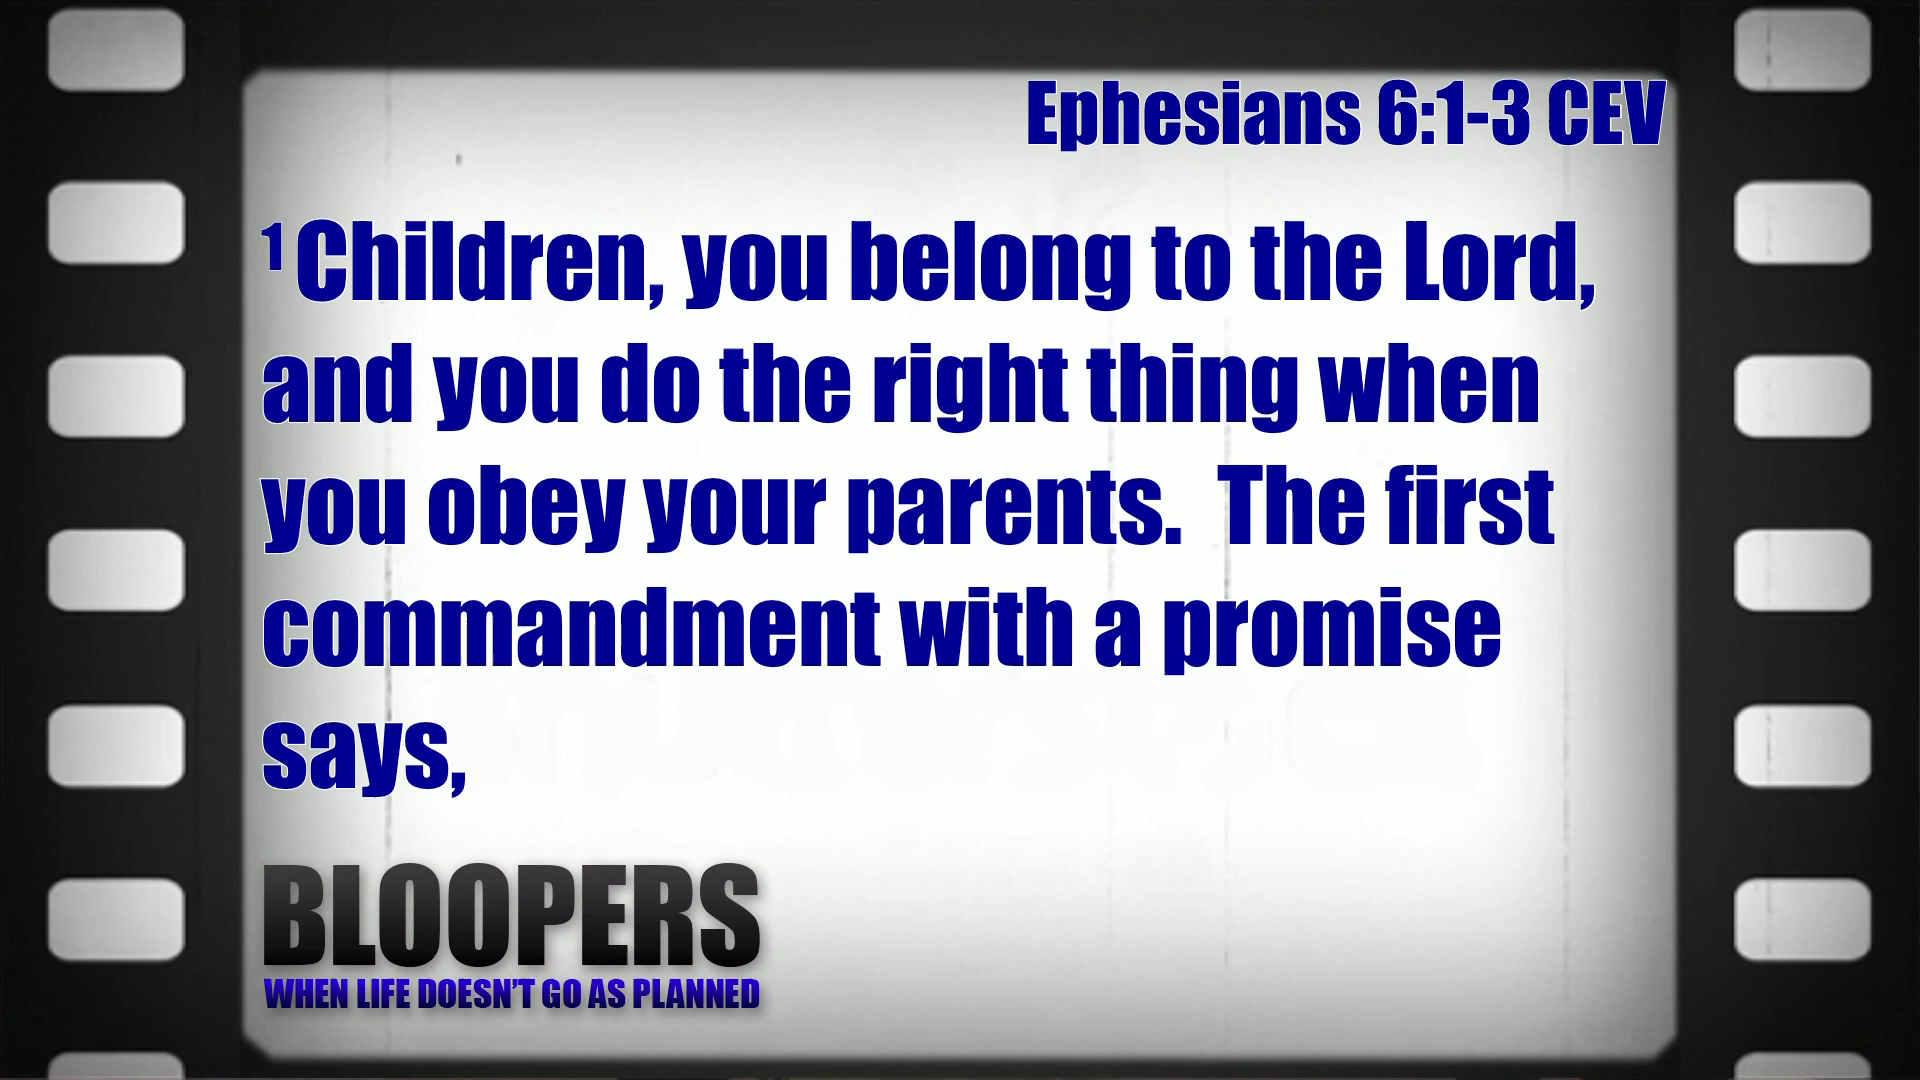 Ephesians 6:1-3 CEV
1 Children, you belong to the Lord,
and you do the right thing when
you obey your parents.  The first
commandment with a promise
says,
BLOOPERS
WHEN LIFE DOESN'T GO AS PLANNED